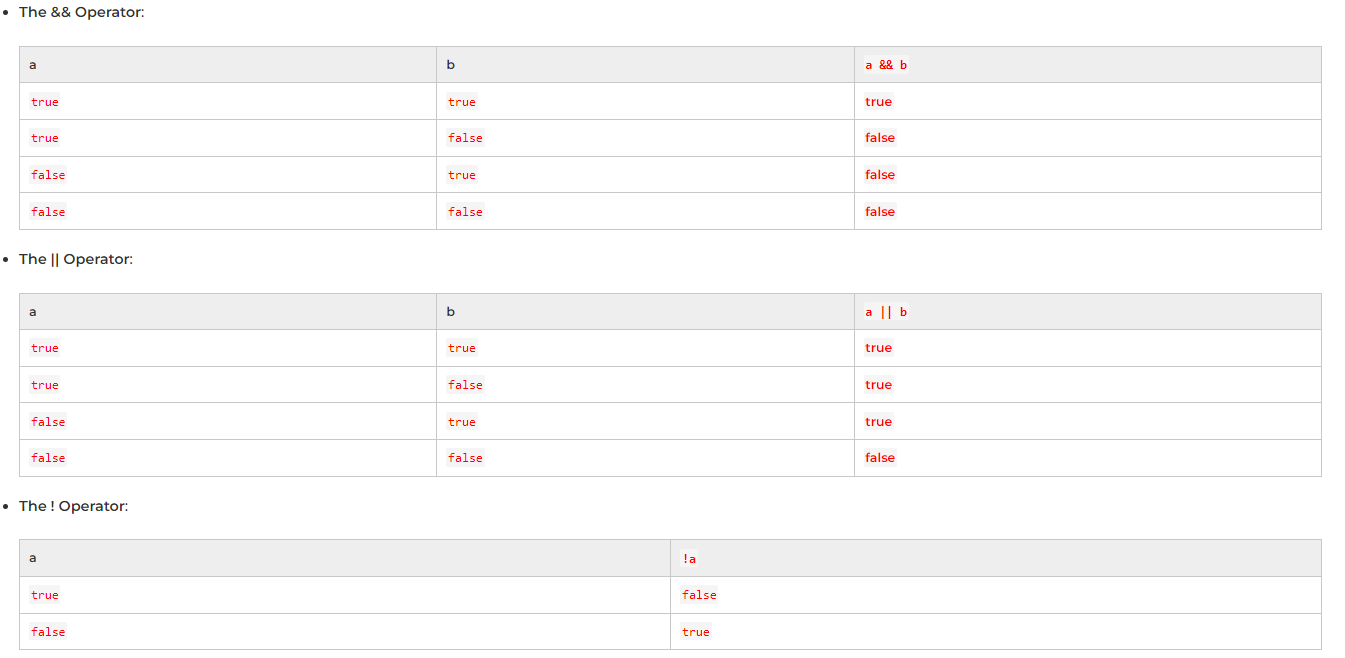 The && Operator:
a b a && b
true true true
true false false
false true false
false false false
The || Operator:
a b a || b
true true true
true false true
false true true
false false false
The ! Operator:
a !a
true false
false true